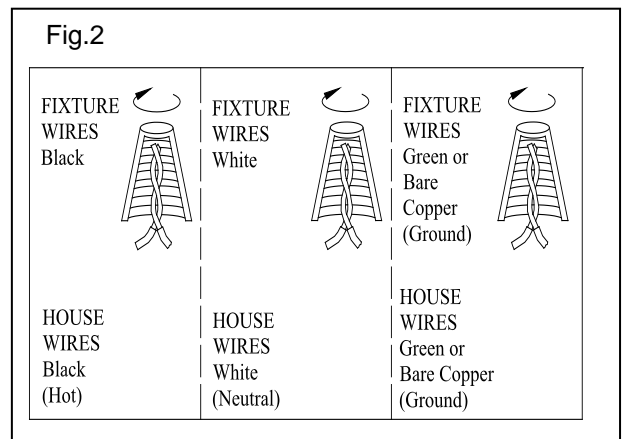 Fig.2
FIXTURE
WIRES
Black
FIXTURE
WIRES
White
FIXTURE
WIRES
Green or
Bare
Copper
(Ground)
HOUSE
WIRES
Black
(Hot)
HOUSE
WIRES
White
(Neutral)
HOUSE
WIRES
Green or
Bare Copper
(Ground)